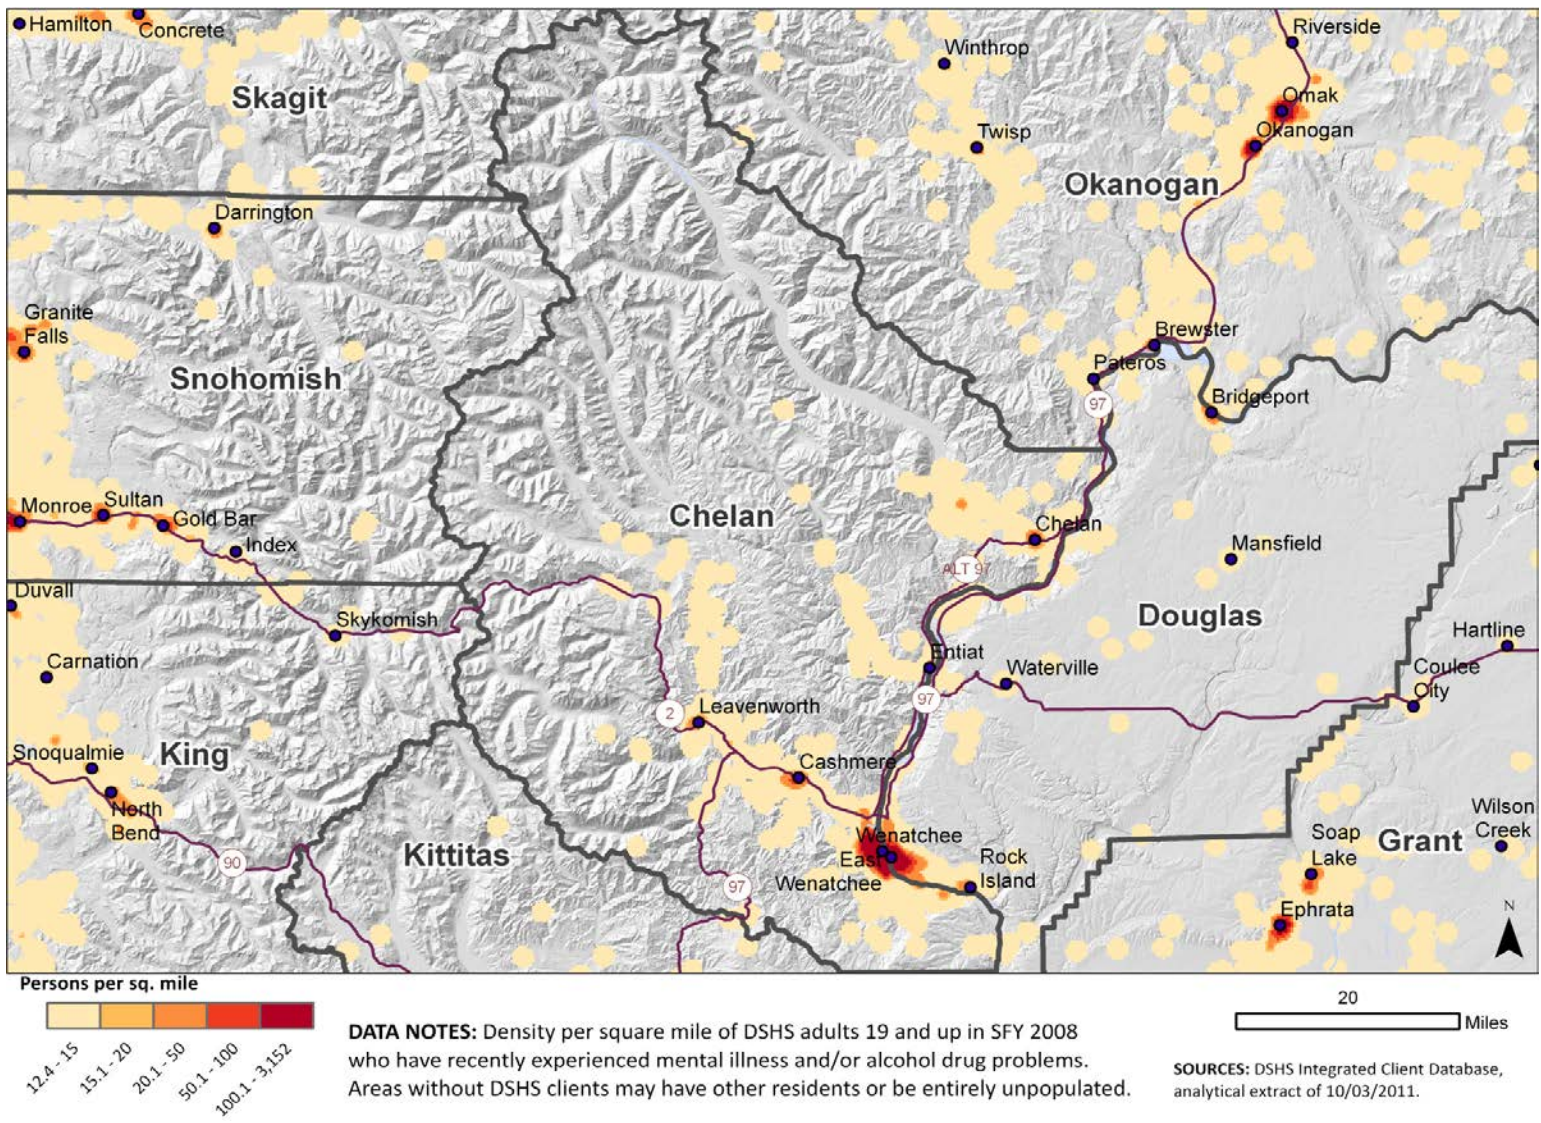 Hamilton
Concrete
Winthrop
Riverside
Skagit
Omak
Twisp
Okanogan
Okanogan
Darrington
Granite
Falls
Brewster
Pateros
Snohomish
97
Bridgeport
Monroe
Sultan
Gold Bar
Chelan
Chelan
Index
Mansfield
ALT 97
Duvall
Skykomish
Douglas
Hartline
Entiat
Carnation
Waterville
Coulee
City
97
2
Leavenworth
Snoqualmie
King
Cashmere
North
Bend
Wilson
Creek
Wenatchee
Soap
Lake
Grant
90
Kittitas
East
Wenatchee
Rock
Island
97
Ephrata
N
Persons per sq. mile
12.4 - 15
15.1 - 20
20.1 - 50
50.1 - 100
100.1 - 3,152
DATA NOTES: Density per square mile of DSHS adults 19 and up in SFY 2008
who have recently experienced mental illness and/or alcohol drug problems.
Areas without DSHS clients may have other residents or be entirely unpopulated.
20
Miles
SOURCES: DSHS Integrated Client Database,
analytical extract of 10/03/2011.